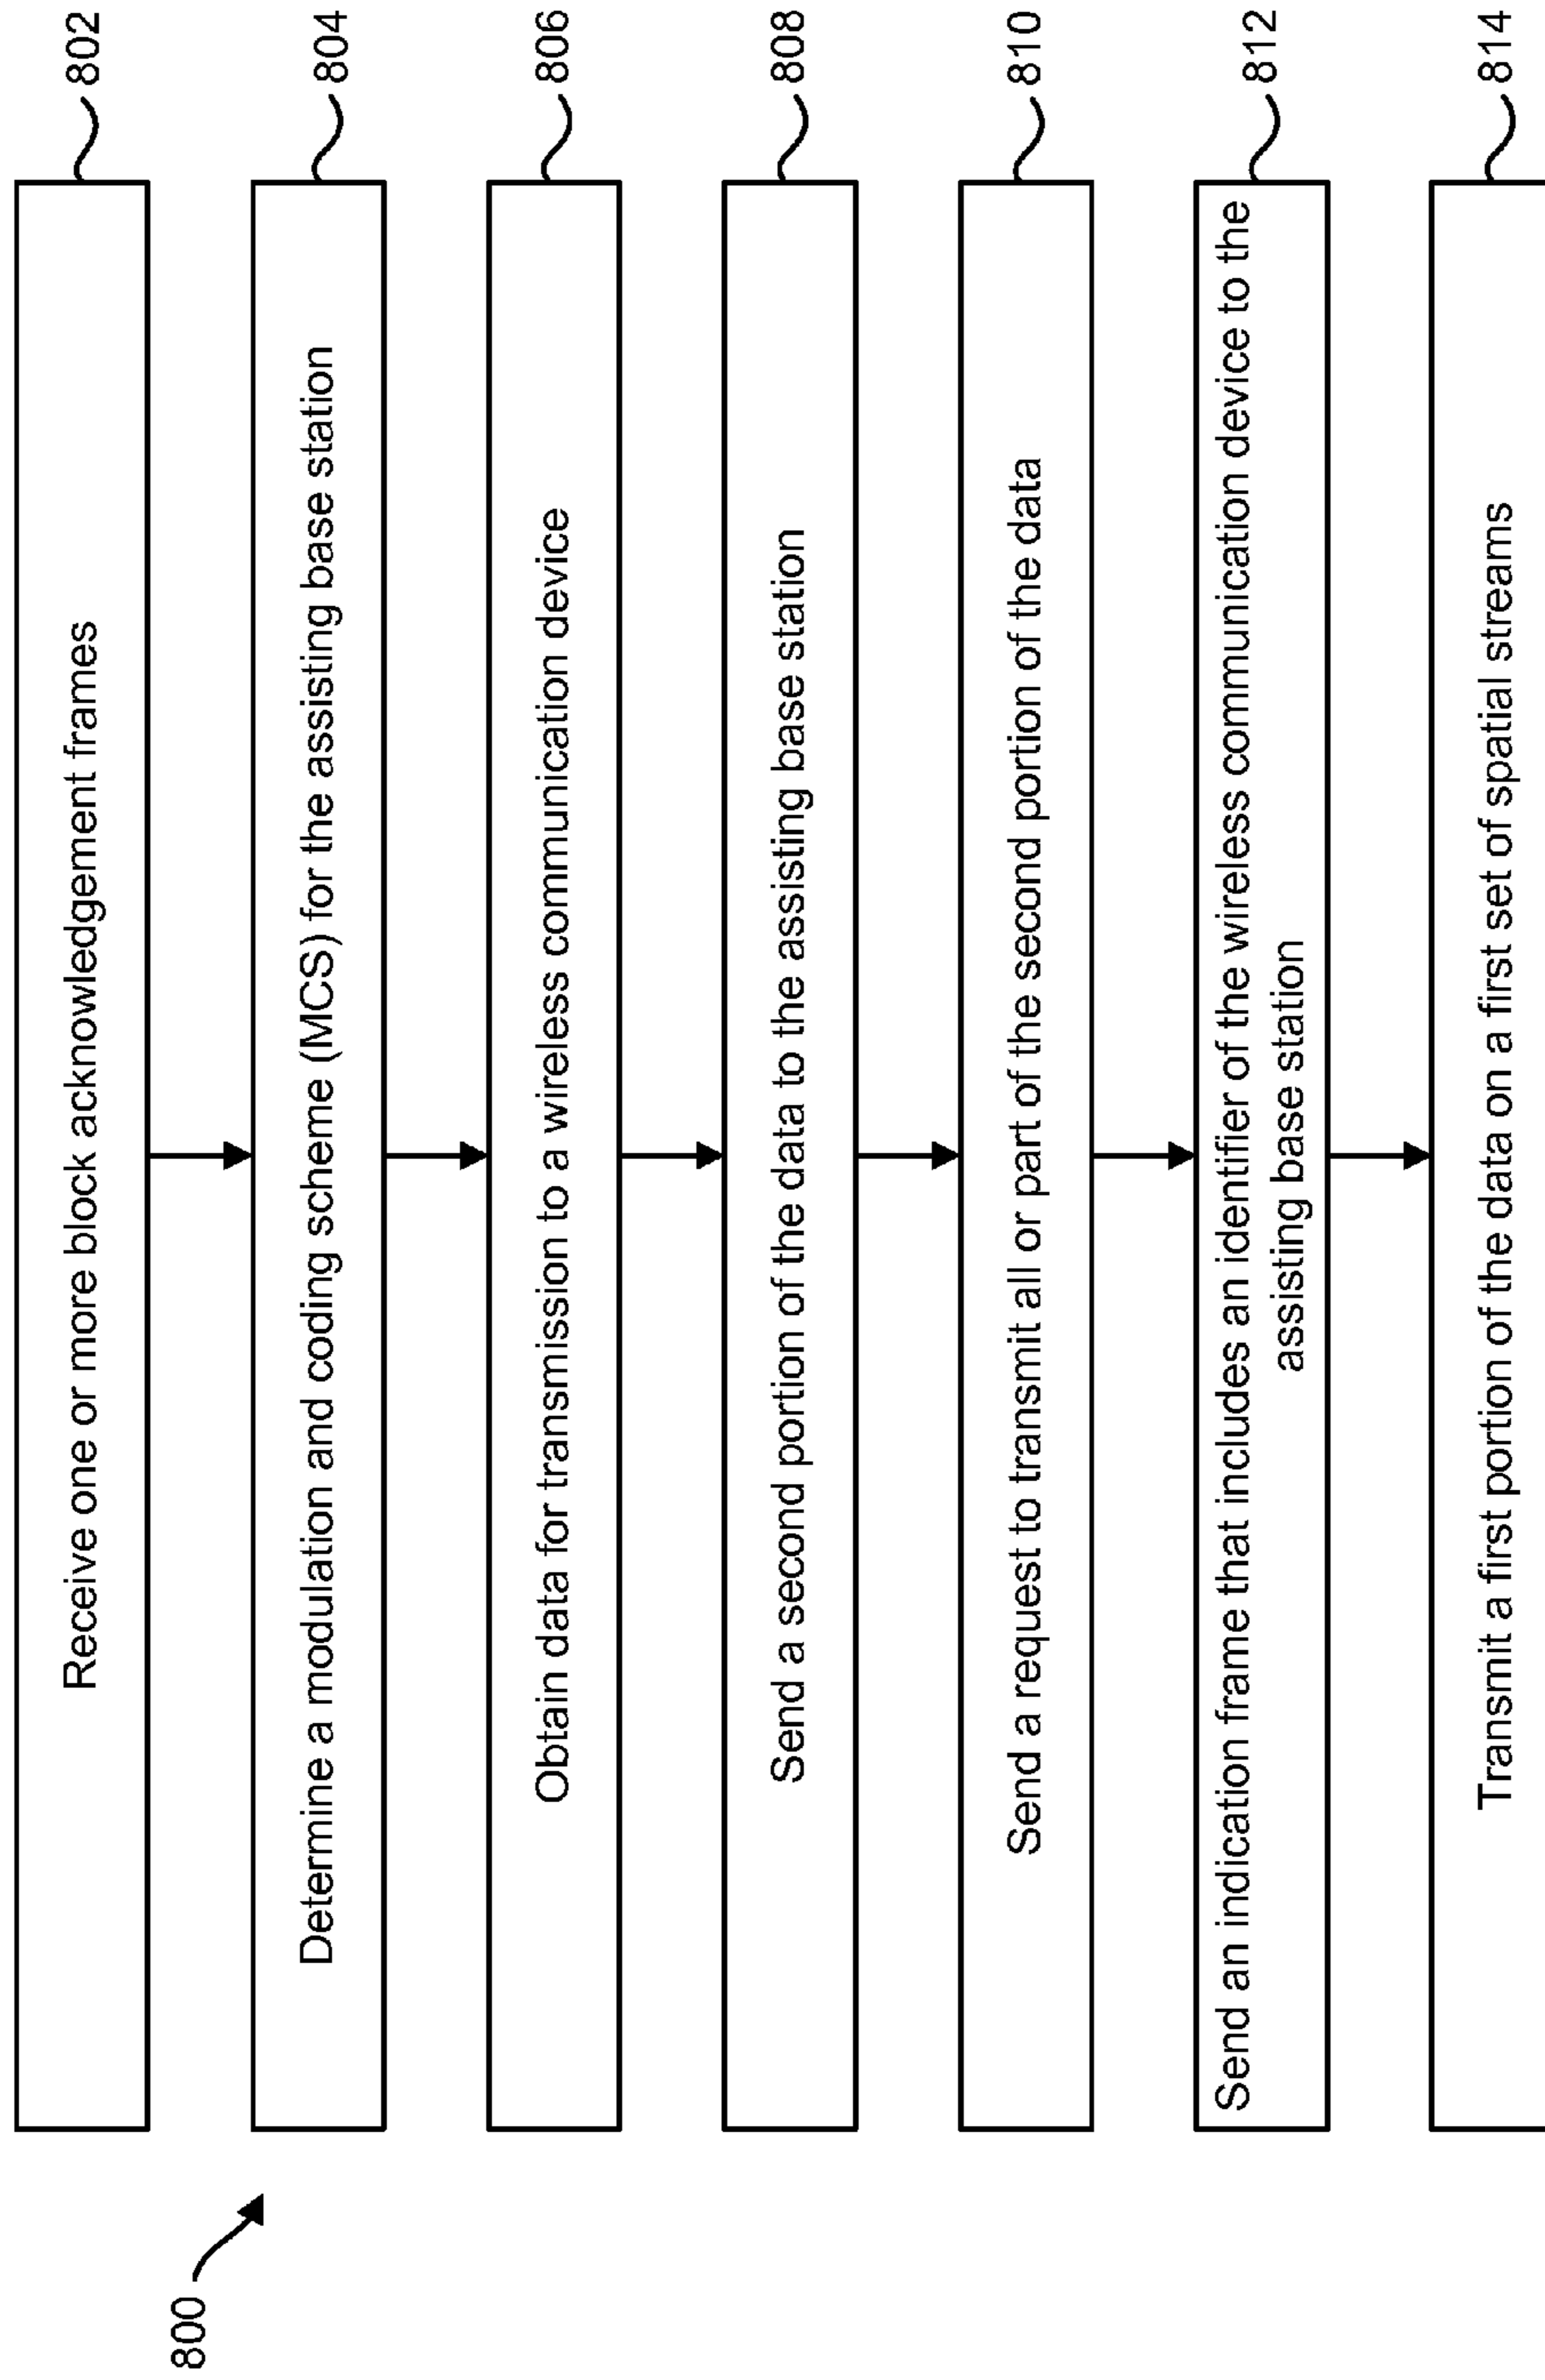 800
Receive one or more block acknowledgement frames
802
Determine a modulation and coding scheme (MCS) for the assisting base station
804
Obtain data for transmission to a wireless communication device
806
Send a second portion of the data to the assisting base station
808
Send a request to transmit all or part of the second portion of the data
810
Send an indication frame that includes an identifier of the wireless communication device to the
assisting base station
812
Transmit a first portion of the data on a first set of spatial streams
814